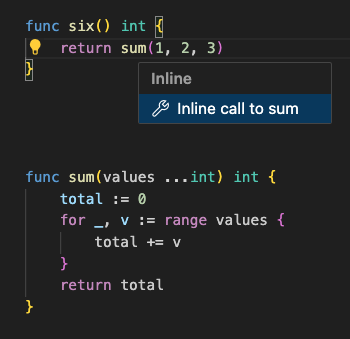 func six() int {
    return sum(1, 2, 3)
}
Inline
Inline call to sum
func sum(values ...int) int {
    total := 0
    for _, v := range values {
        total += v
    }
    return total
}